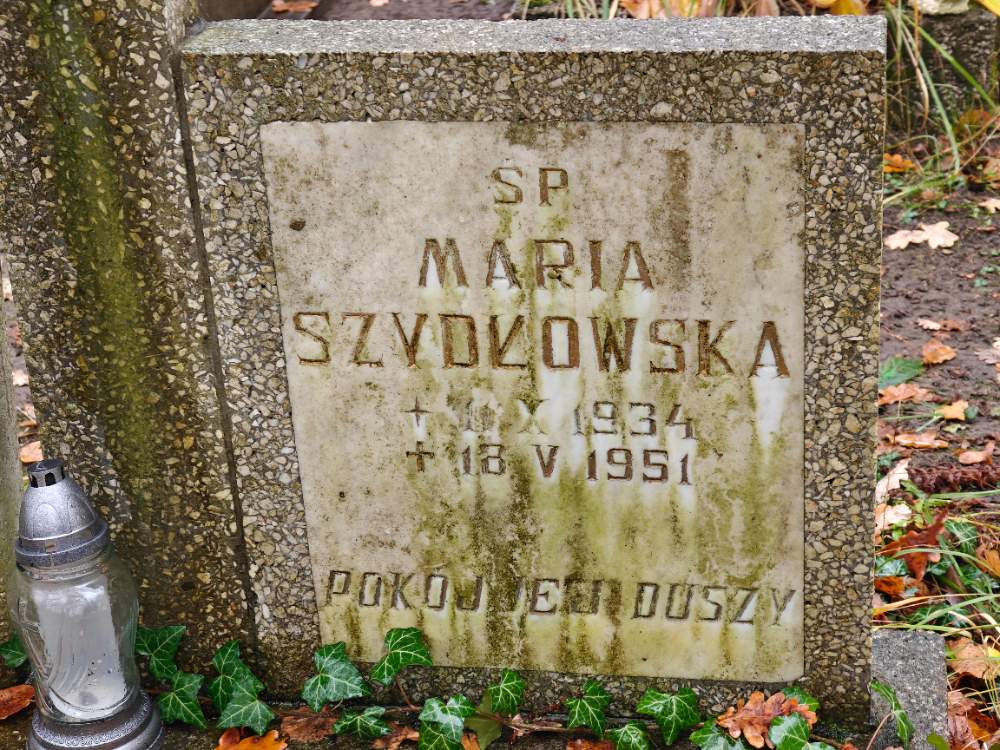 SP.
MARIA
SZYDŁOWSKA
X 1934
† 18 V 1951
POKÓJ JEJ DUSZY